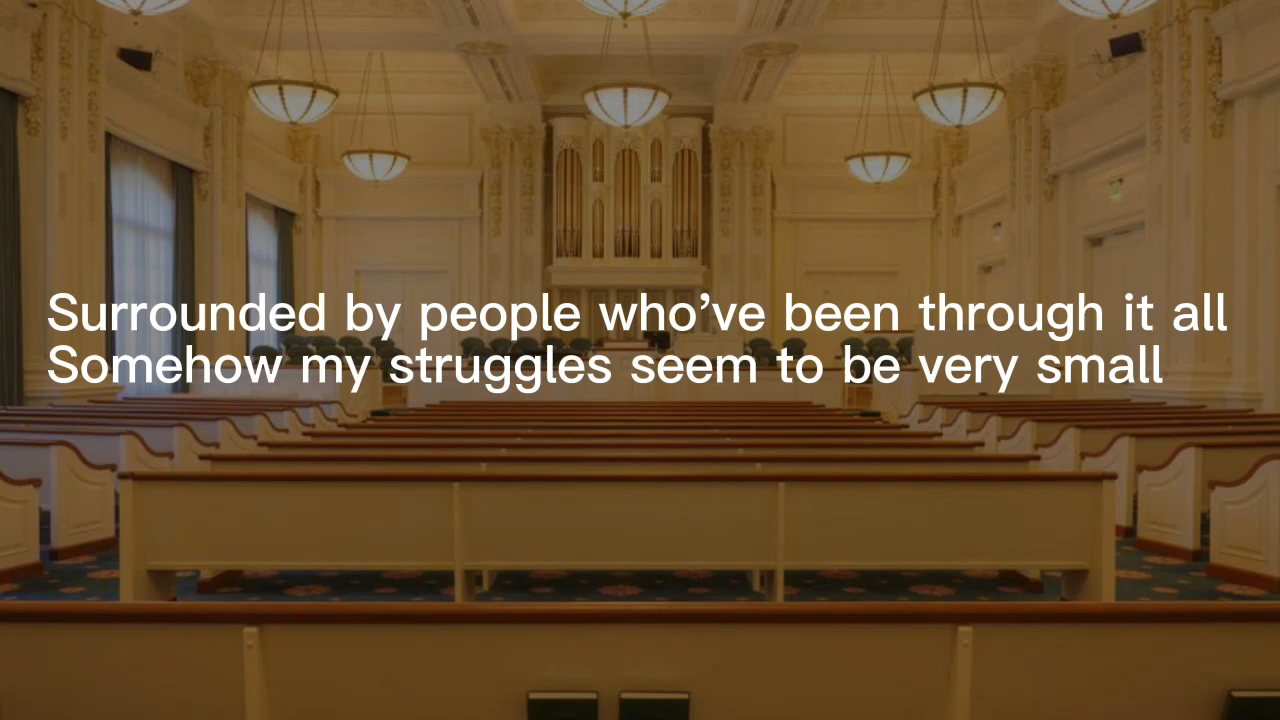 Surrounded by people who’ve been through it all
Somehow my struggles seem to be very small